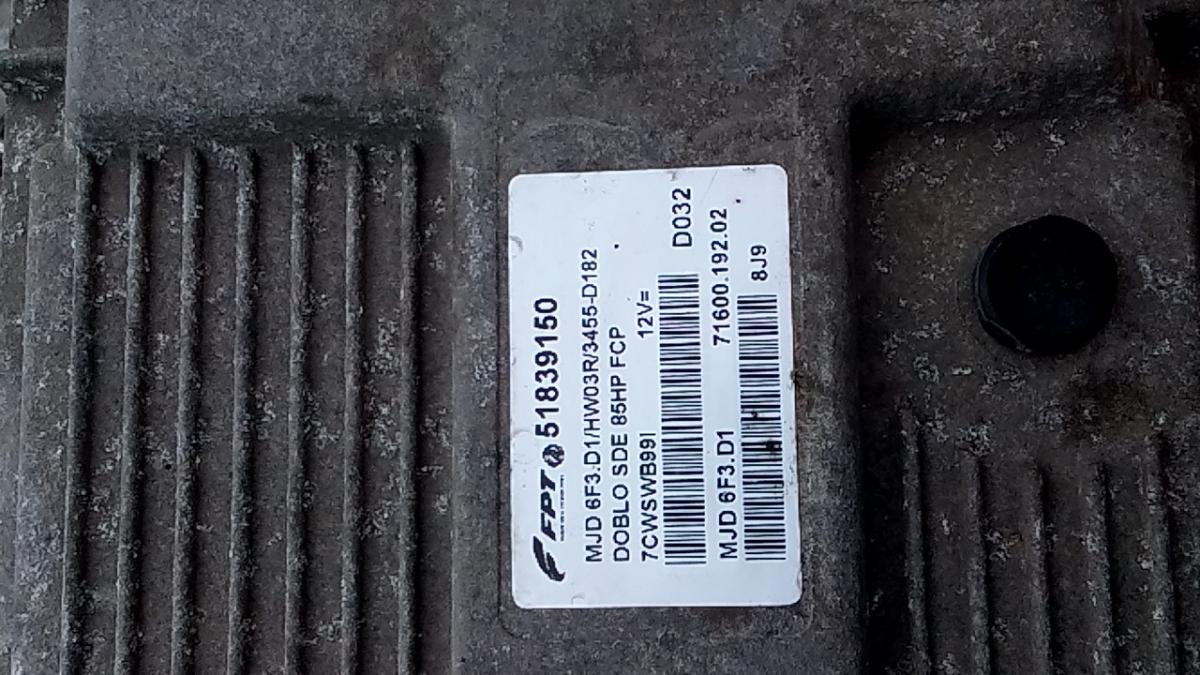 FPT 51839150
MJD 6F3.D1/HW03R/3455-D182
DOBLO SDE 85HP FCP
7CWSWB99I 12V=
D032
MJD 6F3.D1 71600.192.02
8J9